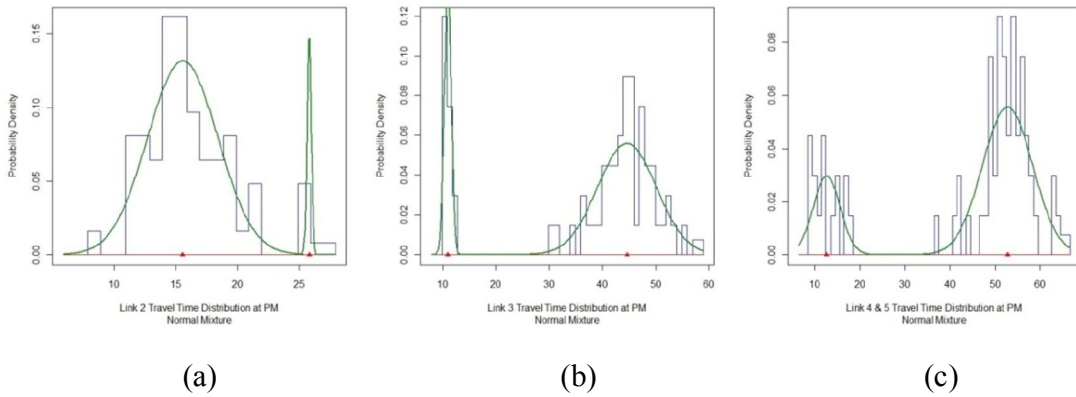 Probability Density
0.15
0.10
0.05
0.00
10
15
20
25
Link 2 Travel Time Distribution at PM
Normal Mixture
(a)
Probability Density
0.12
0.10
0.08
0.06
0.04
0.02
0.00
10
20
30
40
50
60
Link 3 Travel Time Distribution at PM
Normal Mixture
(b)
Probability Density
0.08
0.06
0.04
0.02
0.00
10
20
30
40
50
60
Link 4 & 5 Travel Time Distribution at PM
Normal Mixture
(c)